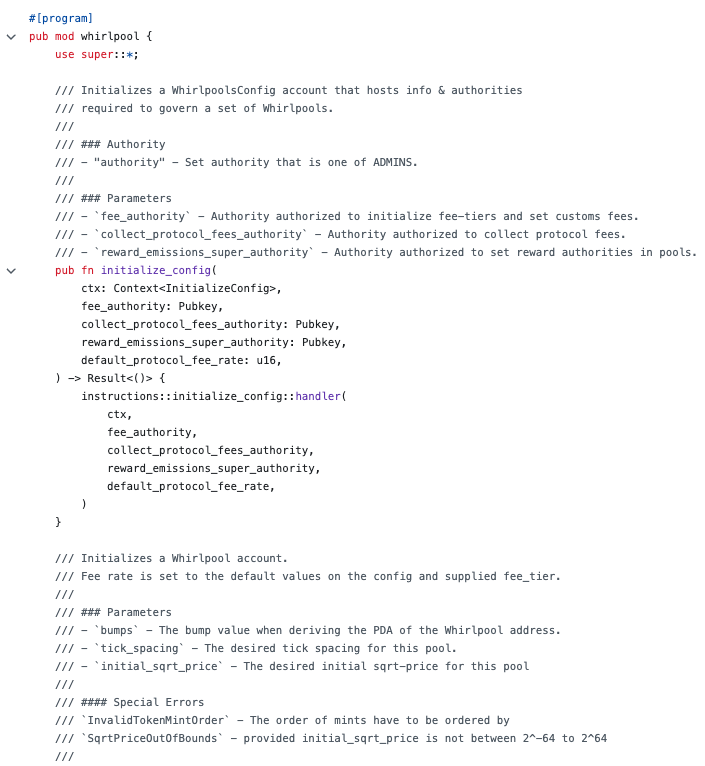 #[program]
pub mod whirlpool {
    use super::*;

    /// Initializes a WhirlpoolsConfig account that hosts info & authorities
    /// required to govern a set of Whirlpools.
    ///
    /// ### Authority
    /// - "authority" - Set authority that is one of ADMINS.
    ///
    /// ### Parameters
    /// - `fee_authority` - Authority authorized to initialize fee-tiers and set customs fees.
    /// - `collect_protocol_fees_authority` - Authority authorized to collect protocol fees.
    /// - `reward_emissions_super_authority` - Authority authorized to set reward authorities in pools.
    pub fn initialize_config(
        ctx: Context<InitializeConfig>,
        fee_authority: Pubkey,
        collect_protocol_fees_authority: Pubkey,
        reward_emissions_super_authority: Pubkey,
        default_protocol_fee_rate: u16,
    ) -> Result<()> {
        instructions::initialize_config::handler(
            ctx,
            fee_authority,
            collect_protocol_fees_authority,
            reward_emissions_super_authority,
            default_protocol_fee_rate,
        )
    }

    /// Initializes a Whirlpool account.
    /// Fee rate is set to the default values on the config and supplied fee_tier.
    ///
    /// ### Parameters
    /// - `bumps` - The bump value when deriving the PDA of the Whirlpool address.
    /// - `tick_spacing` - The desired tick spacing for this pool.
    /// - `initial_sqrt_price` - The desired initial sqrt-price for this pool
    ///
    /// #### Special Errors
    /// `InvalidTokenMintOrder` - The order of mints have to be ordered by
    /// `SqrtPriceOutOfBounds` - provided initial_sqrt_price is not between 2^-64 to 2^64
    ///